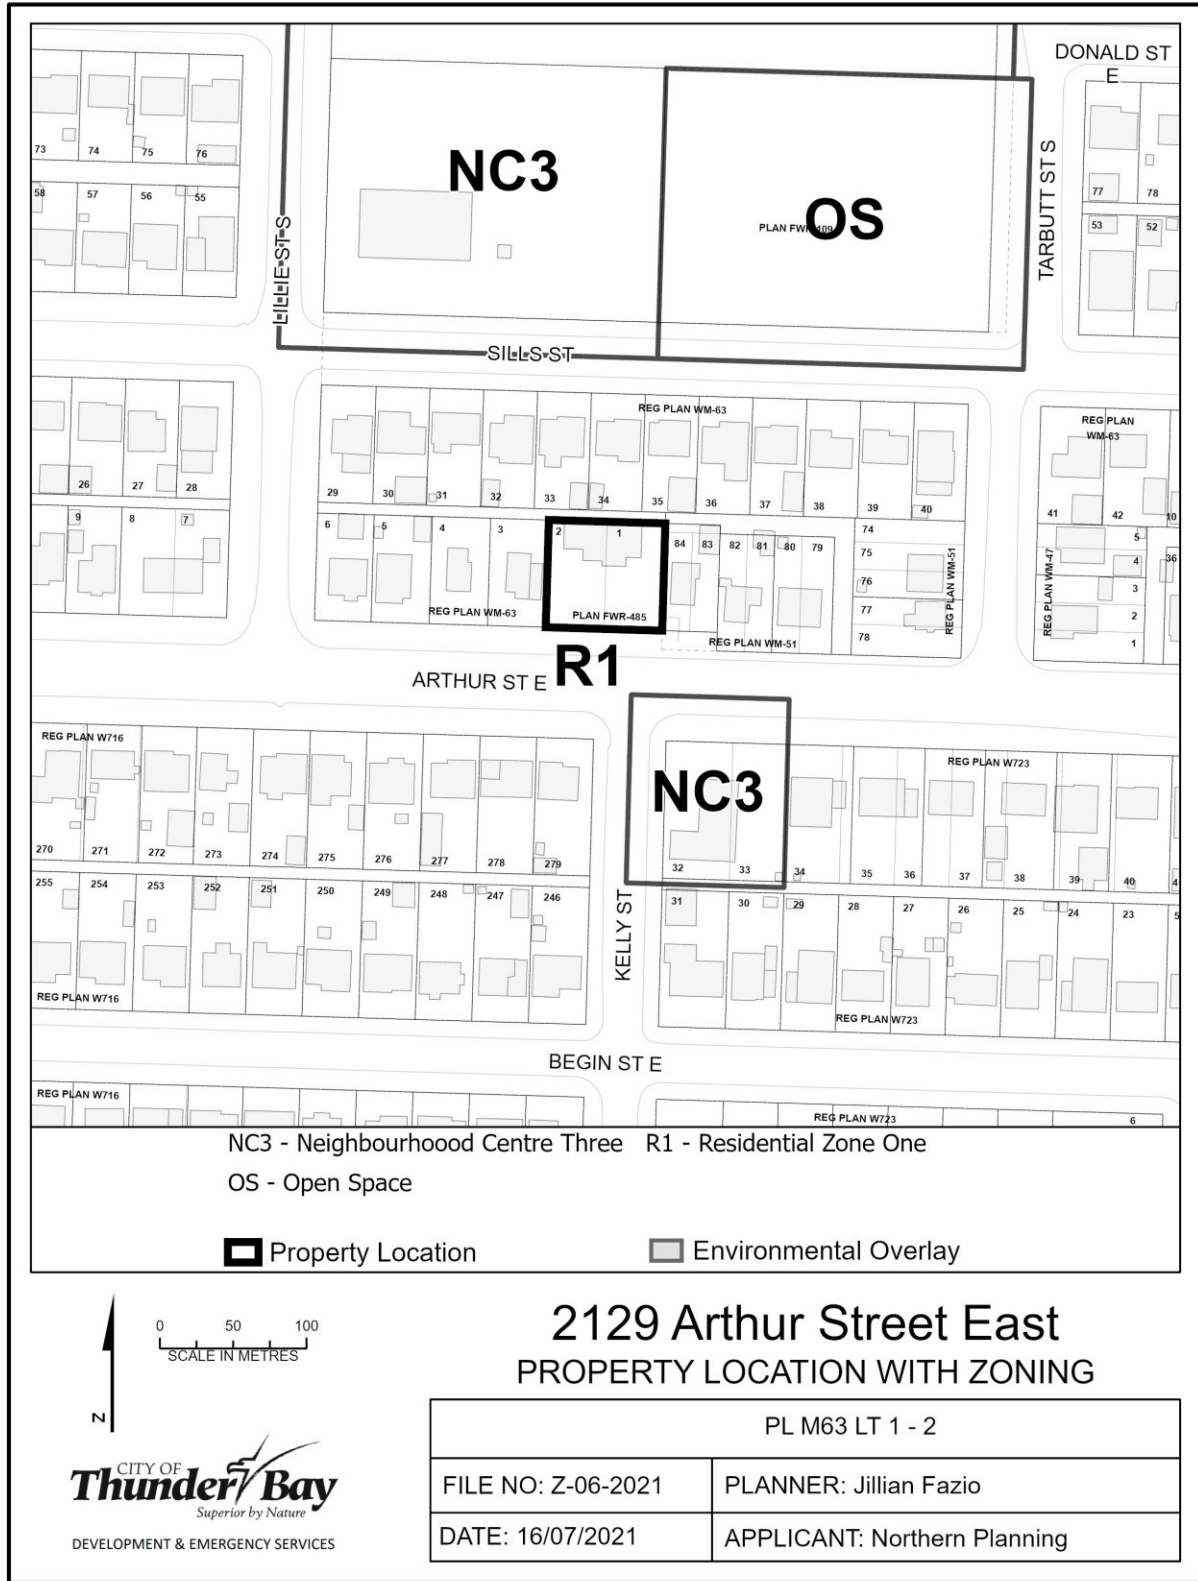 DONALD ST
E
73
74
75
76
NC3
OS
PLAN FWR-109
TARBUTT ST S
77
78
58
57
56
55
53
52
LILLIE ST S
SILLS ST
REG PLAN WM-63
REG PLAN
WM-63
26
27
28
29
30
31
32
33
34
35
36
37
38
39
40
41
42
9
8
7
6
5
4
3
2
1
84
83
82
81
80
79
74
75
76
77
78
REG PLAN WM-51
REG PLAN WM-47
5
4
3
2
1
36
REG PLAN WM-63
PLAN FWR-485
REG PLAN WM-51
R1
ARTHUR ST E
REG PLAN W716
NC3
REG PLAN W723
270
271
272
273
274
275
276
277
278
279
32
33
34
35
36
37
38
39
40
255
254
253
252
251
250
249
248
247
246
KELLY ST
31
30
29
28
27
26
25
24
23
REG PLAN W716
REG PLAN W723
BEGIN ST E
REG PLAN W716
REG PLAN W723
6
NC3 - Neighbourhoood Centre Three R1 - Residential Zone One
OS - Open Space
Property Location
Environmental Overlay
0 50 100
SCALE IN METRES
N
2129 Arthur Street East
PROPERTY LOCATION WITH ZONING
PL M63 LT 1 - 2
FILE NO: Z-06-2021
PLANNER: Jillian Fazio
DATE: 16/07/2021
APPLICANT: Northern Planning
CITY OF
Thunder Bay
Superior by Nature
DEVELOPMENT & EMERGENCY SERVICES